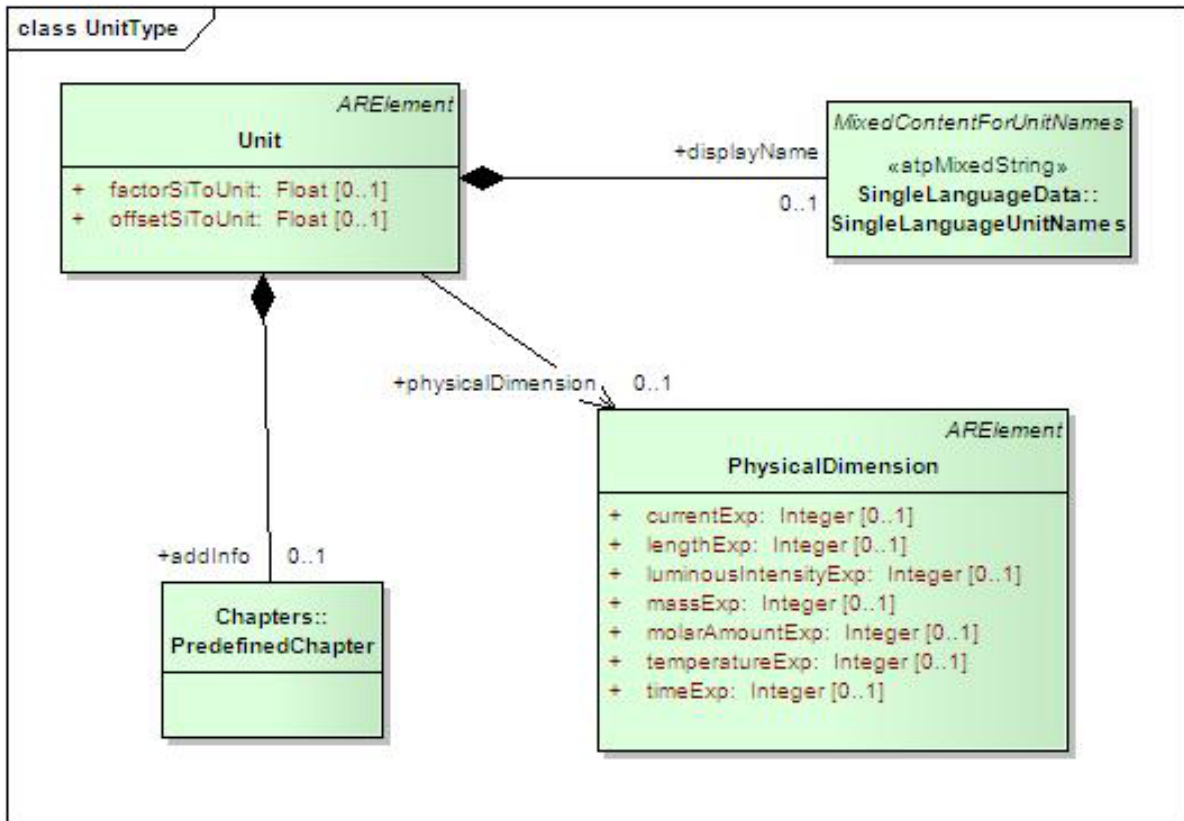 class UnitType
ARElement
Unit
+ factorSiToUnit: Float [0..1]
+ offsetSiToUnit: Float [0..1]
+displayName
0..1
MixedContentForUnitNames
«atpMixedString»
SingleLanguageData::
SingleLanguageUnitNames
+physicalDimension 0..1
ARElement
PhysicalDimension
+ currentExp: Integer [0..1]
+ lengthExp: Integer [0..1]
+ luminousIntensityExp: Integer [0..1]
+ massExp: Integer [0..1]
+ molarAmountExp: Integer [0..1]
+ temperatureExp: Integer [0..1]
+ timeExp: Integer [0..1]
+addInfo 0..1
Chapters::
PredefinedChapter